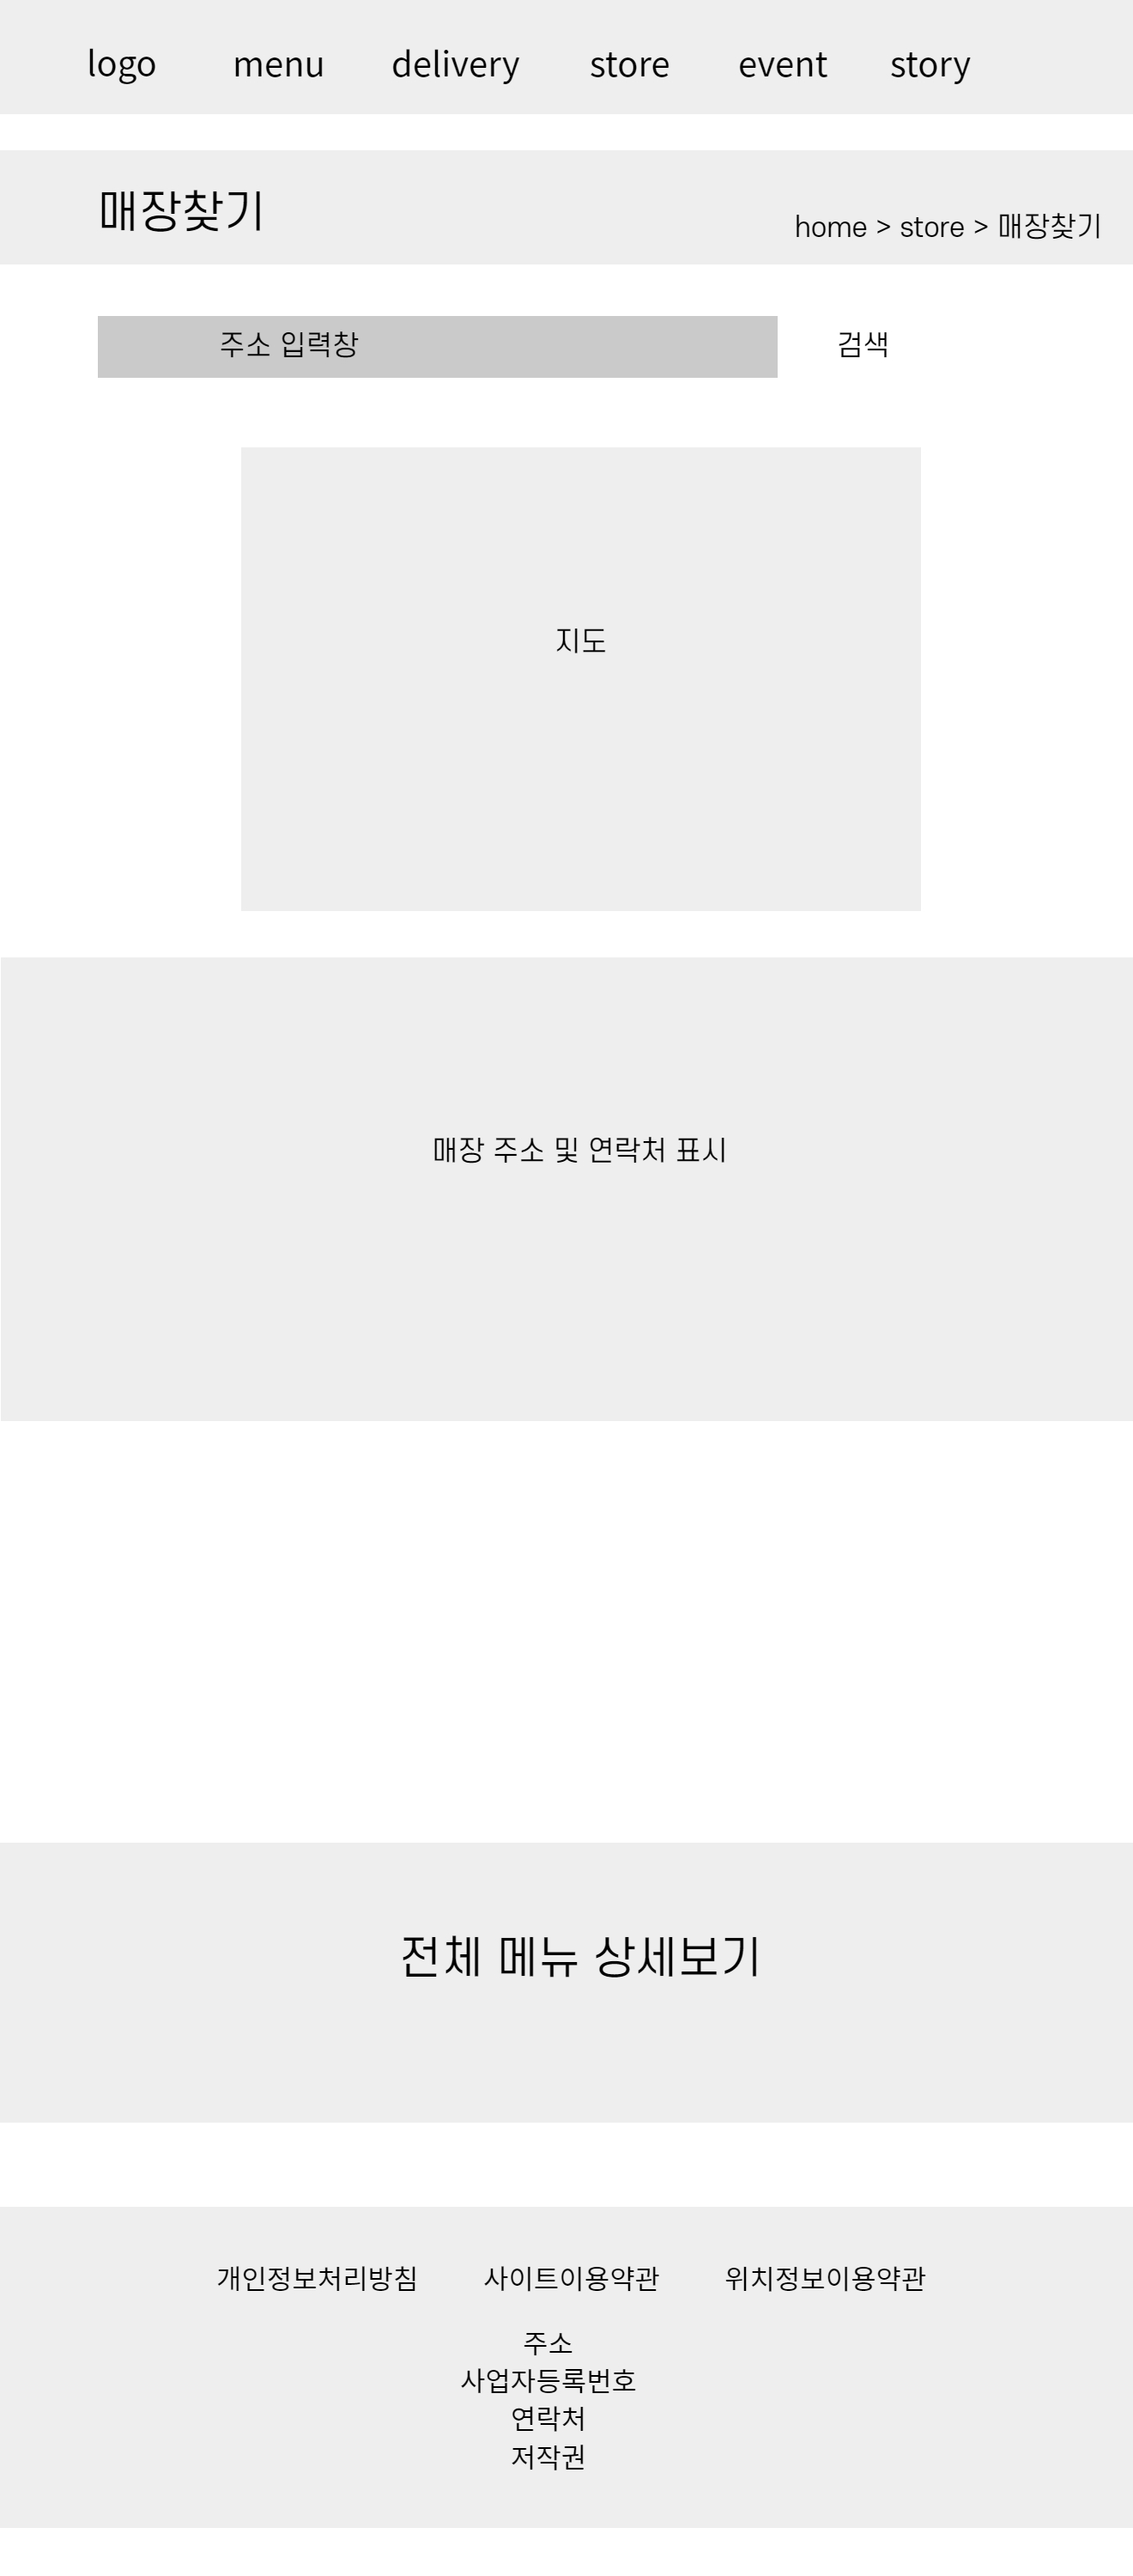 logo menu delivery store event story
매장찾기
home > store > 매장찾기
주소 입력창 검색
지도
매장 주소 및 연락처 표시
전체 메뉴 상세보기
개인정보처리방침 사이트이용약관 위치정보이용약관
주소
사업자등록번호
연락처
저작권